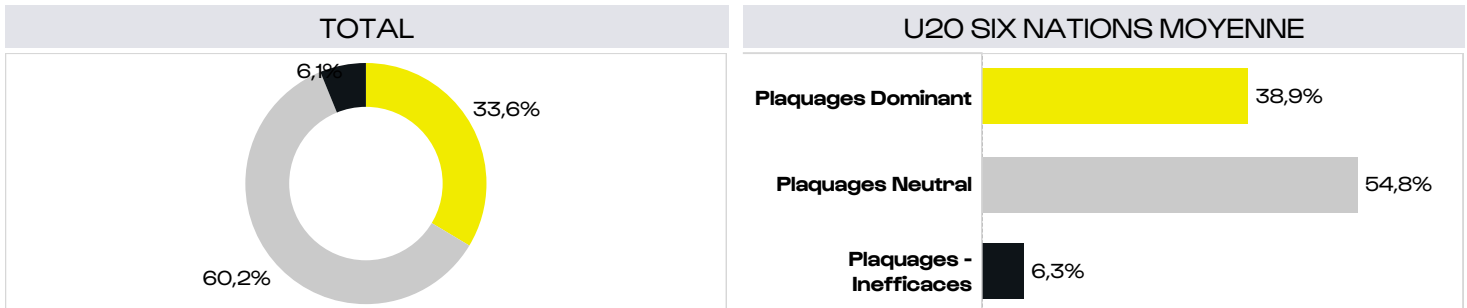 TOTAL
6,1%
33,6%
60,2%
U20 SIX NATIONS MOYENNE
Plaquages Dominant
38,9%
Plaquages Neutral
54,8%
Plaquages -
Inefficaces
6,3%